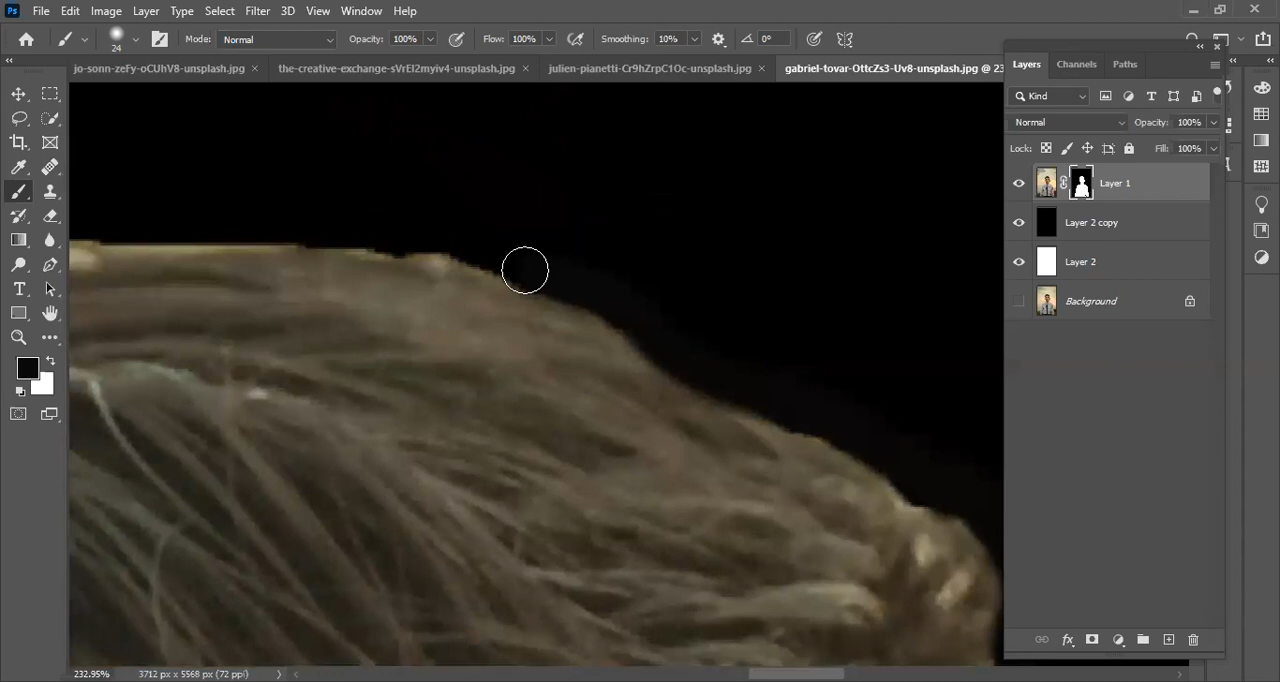 Ps File Edit Image Layer Type Select Filter 3D View Window Help
24 Mode: Normal Opacity: 100% Flow: 100% Smoothing: 10% 0°
jo-sonn-zeFy-oCUhV8-unsplash.jpg × the-creative-exchange-sVrEI2myiv4-unsplash.jpg × julien-pianetti-Cr9hZrpC1Oc-unsplash.jpg × gabriel-tovar-OttcZs3-Uv8-unsplash.jpg @ 23
Layers Channels Paths
Kind
Normal Opacity: 100%
Lock: Fill: 100%
Layer 1
Layer 2 copy
Layer 2
Background
fx
232.95% 3712 px x 5568 px (72 ppi)